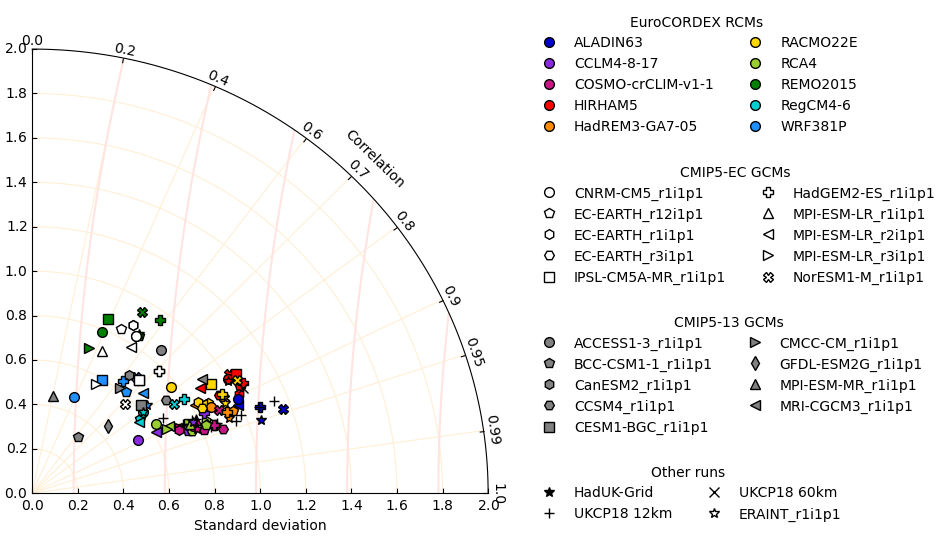 EuroCORDEX RCMs
ALADIN63
RACMO22E
CCLM4-8-17
RCA4
COSMO-crCLIM-v1-1
REMO2015
HIRHAM5
RegCM4-6
HadREM3-GA7-05
WRF381P
CMIP5-EC GCMs
CNRM-CM5_r1i1p1
HadGEM2-ES_r1i1p1
EC-EARTH_r12i1p1
MPI-ESM-LR_r1i1p1
EC-EARTH_r1i1p1
MPI-ESM-LR_r2i1p1
EC-EARTH_r3i1p1
MPI-ESM-LR_r3i1p1
IPSL-CM5A-MR_r1i1p1
NorESM1-M_r1i1p1
CMIP5-13 GCMs
ACCESS1-3_r1i1p1
CMCC-CM_r1i1p1
BCC-CSM1-1_r1i1p1
GFDL-ESM2G_r1i1p1
CanESM2_r1i1p1
MPI-ESM-MR_r1i1p1
CCSM4_r1i1p1
MRI-CGCM3_r1i1p1
CESM1-BGC_r1i1p1
Other runs
HadUK-Grid
UKCP18 60km
UKCP18 12km
ERAINT_r1i1p1
0.0
0.2
0.4
0.6
0.7
0.8
0.9
0.95
0.99
1.0
Correlation
2.0
1.8
1.6
1.4
1.2
1.0
0.8
0.6
0.4
0.2
0.0
0.0
0.2
0.4
0.6
0.8
1.0
1.2
1.4
1.6
1.8
2.0
Standard deviation